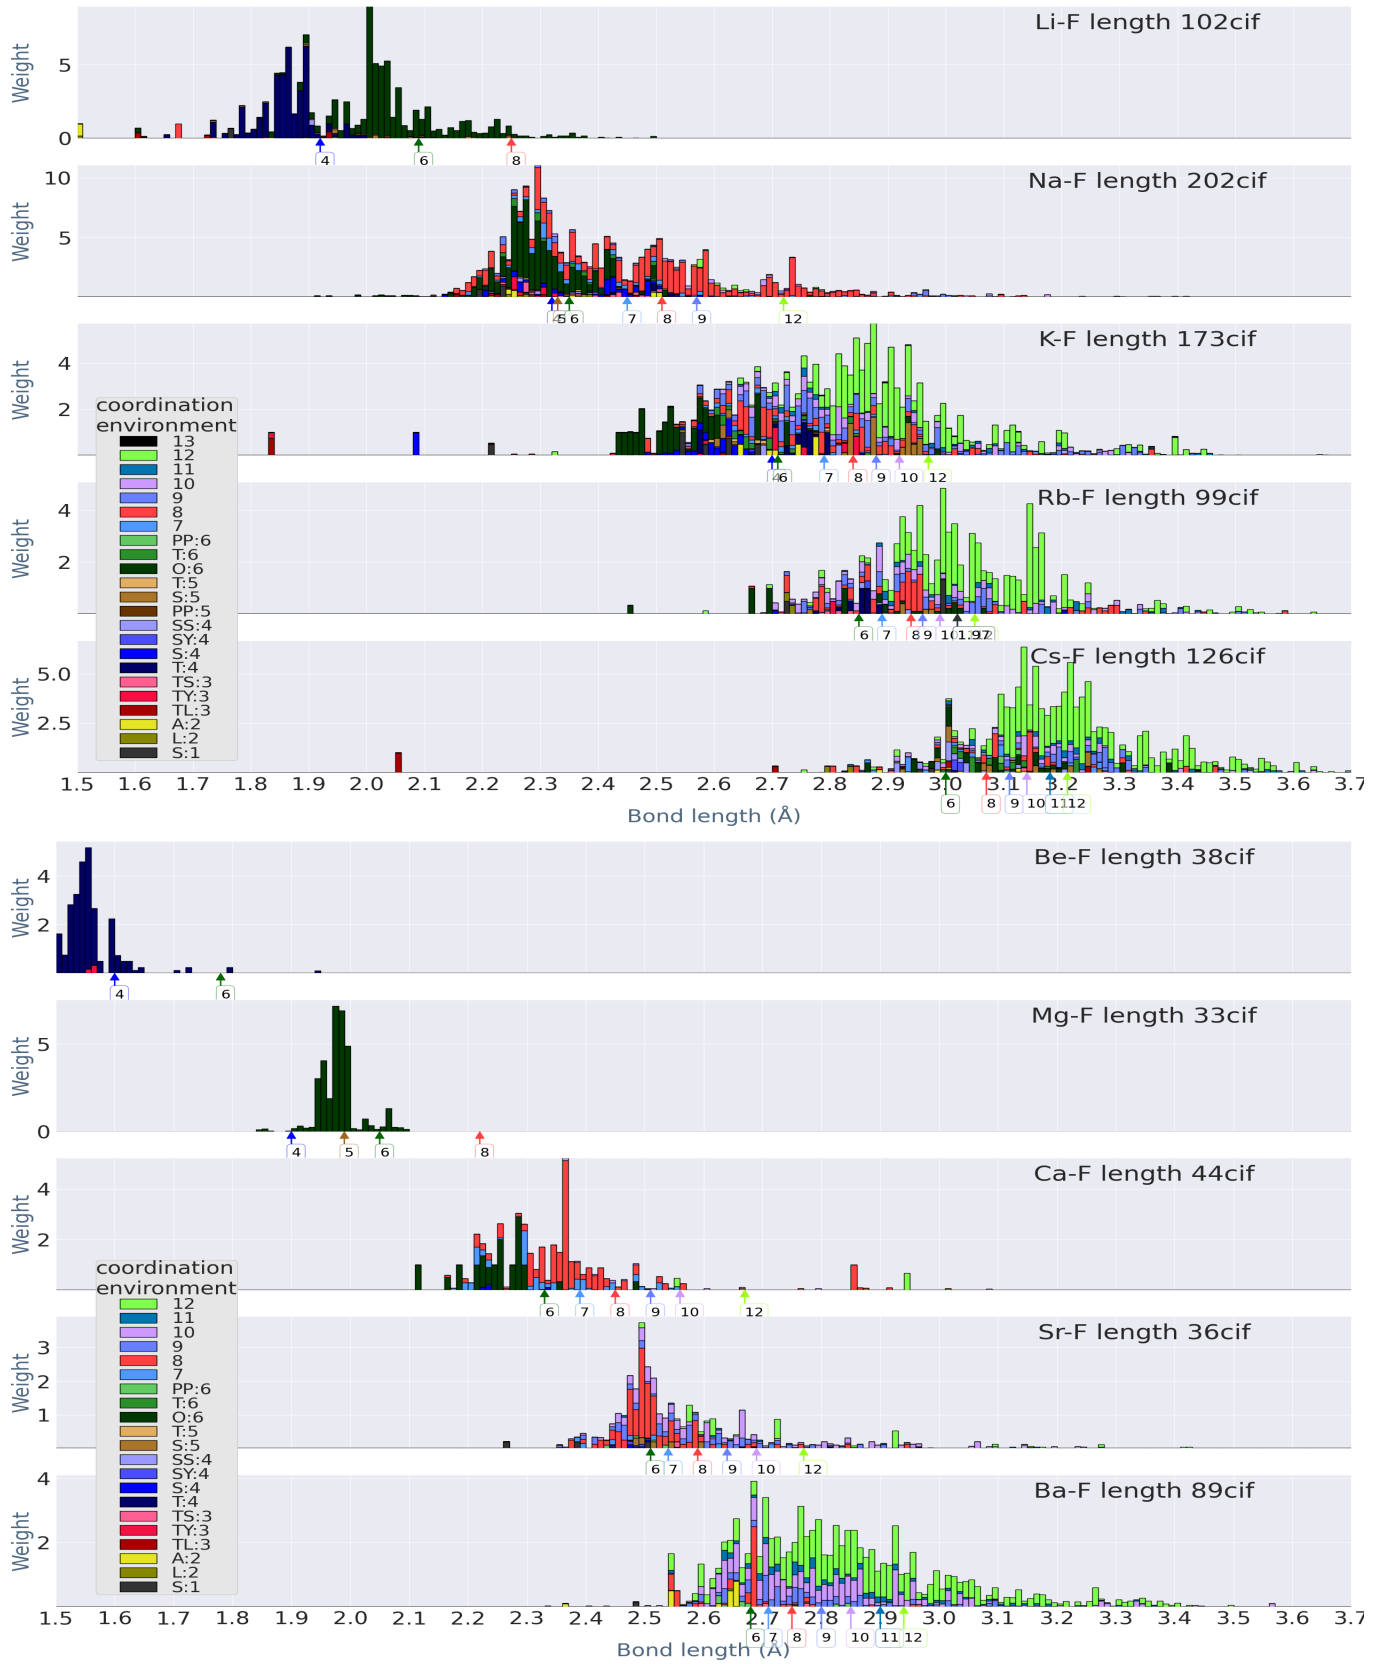 Li-F length 102cif
Weight
5
0
4
6
8
Na-F length 202cif
Weight
10
5
6
7
8
9
12
K-F length 173cif
Weight
4
2
6
7
8
9
10
12
Rb-F length 99cif
Weight
4
2
6
7
8
9
Cs-F length 126cif
Weight
5.0
2.5
6
8
9
10
11
12
coordination
environment
13
12
11
10
9
8
7
PP:6
T:6
O:6
T:5
S:5
PP:5
SS:4
SY:4
S:4
T:4
TS:3
TY:3
TL:3
A:2
L:2
S:1
1.5 1.6 1.7 1.8 1.9 2.0 2.1 2.2 2.3 2.4 2.5 2.6 2.7 2.8 2.9 3.0 3.1 3.2 3.3 3.4 3.5 3.6 3.7
Bond length (Å)
Be-F length 38cif
Weight
4
2
4
6
Mg-F length 33cif
Weight
5
0
4
5
6
8
Ca-F length 44cif
Weight
4
2
6
7
8
9
10
12
Sr-F length 36cif
Weight
3
2
1
6
7
8
9
10
12
Ba-F length 89cif
Weight
4
2
6
7
8
9
10
11
12
coordination
environment
12
11
10
9
8
7
PP:6
T:6
O:6
T:5
S:5
SS:4
SY:4
S:4
T:4
TS:3
TY:3
TL:3
A:2
L:2
S:1
1.5 1.6 1.7 1.8 1.9 2.0 2.1 2.2 2.3 2.4 2.5 2.6 2.7 2.8 2.9 3.0 3.1 3.2 3.3 3.4 3.5 3.6 3.7
Bond length (Å)